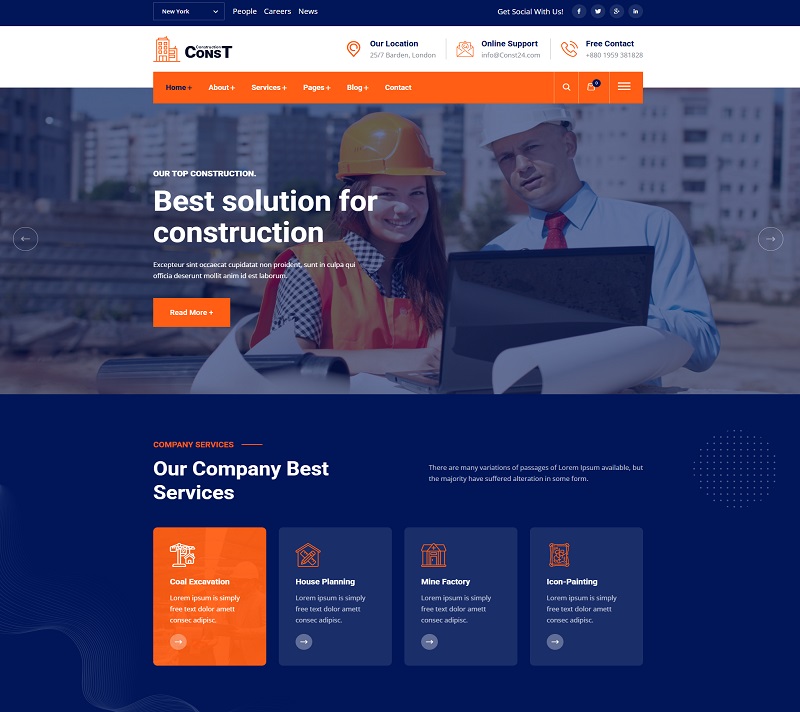 New York People Careers News Get Social With Us!
Construction
CONST
Our Location
25/7 Barden, London
Online Support
info@Const24.com
Free Contact
+880 1959 381828
Home + About + Services + Pages + Blog + Contact
0
OUR TOP CONSTRUCTION.
Best solution for
construction
Excepteur sint occaecat cupidatat non proident, sunt in culpa qui
officia deserunt mollit anim id est laborum.
Read More +
COMPANY SERVICES
Our Company Best
Services
There are many variations of passages of Lorem Ipsum available, but
the majority have suffered alteration in some form.
Coal Excavation
Lorem ipsum is simply
free text dolor amett
consec adipisc.
House Planning
Lorem ipsum is simply
free text dolor amett
consec adipisc.
Mine Factory
Lorem ipsum is simply
free text dolor amett
consec adipisc.
Icon-Painting
Lorem ipsum is simply
free text dolor amett
consec adipisc.